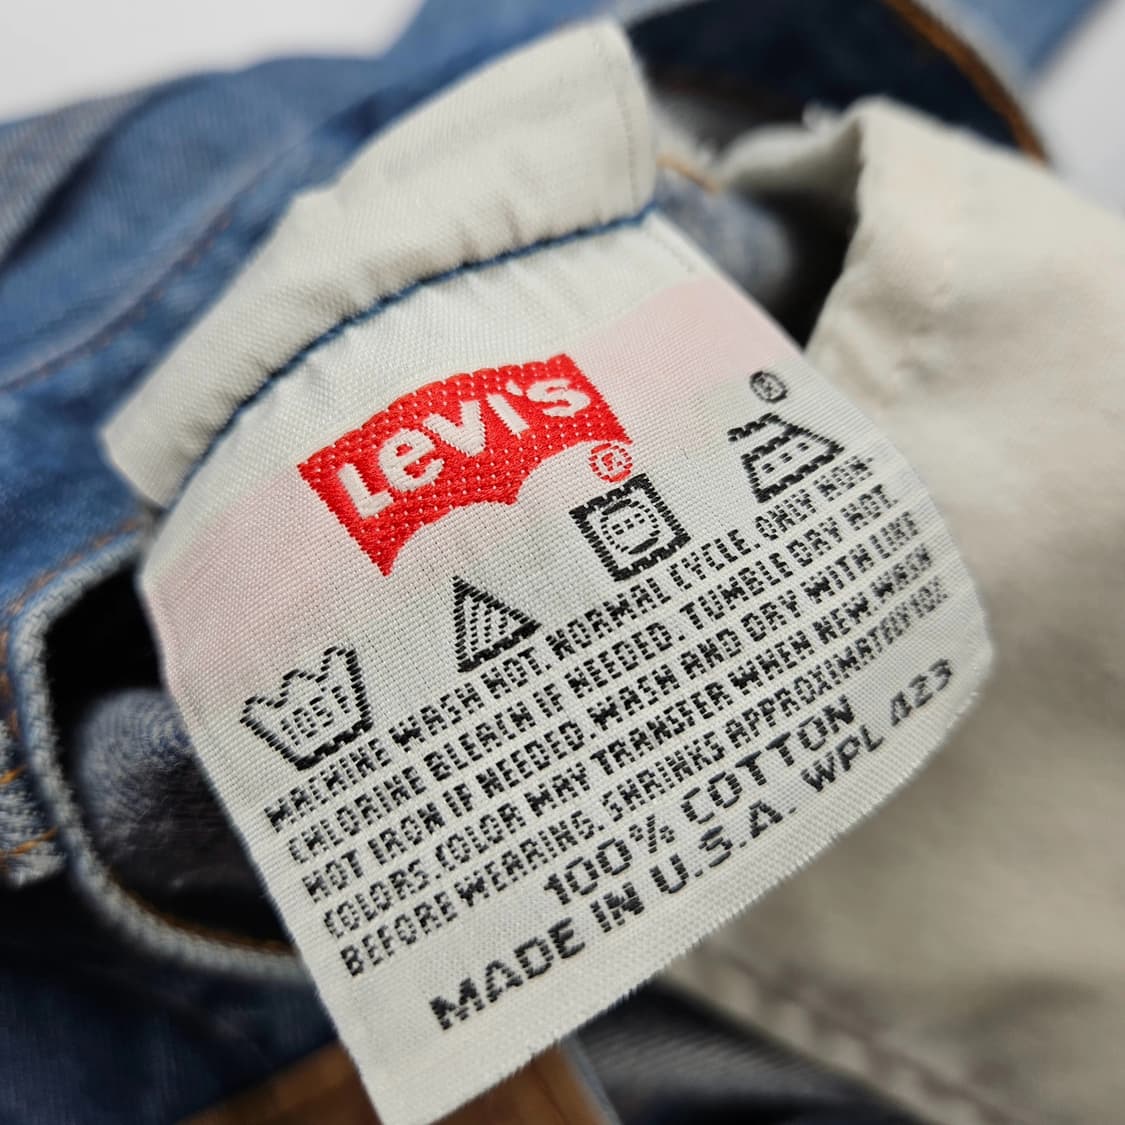 Levi's ®
®
105F
MACHINE WASH HOT. NORMAL CYCLE. ONLY NON-
CHLORINE BLEACH IF NEEDED. TUMBLE DRY HOT.
HOT IRON IF NEEDED. WASH AND DRY WITH LIKE
COLORS. COLOR MAY TRANSFER WHEN NEW. WASH
BEFORE WEARING. SHRINKS APPROXIMATELY 10%.
100% COTTON
MADE IN U.S.A. WPL 423